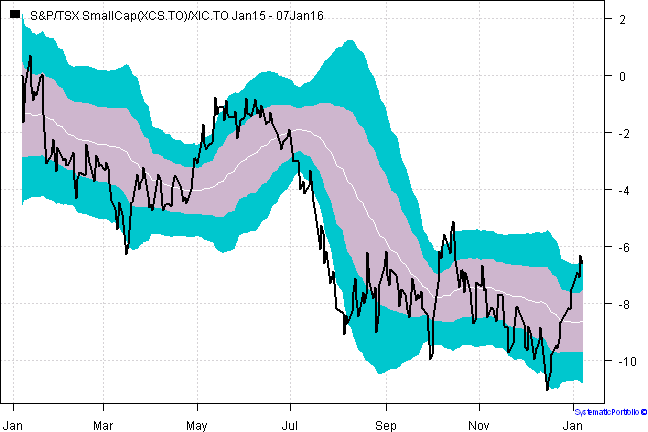 S&P/TSX SmallCap(XCS.TO)/XIC.TO Jan15 - 07Jan16
2
0
-2
-4
-6
-8
-10
Jan Mar May Jul Sep Nov Jan
SystematicPortfolio ©